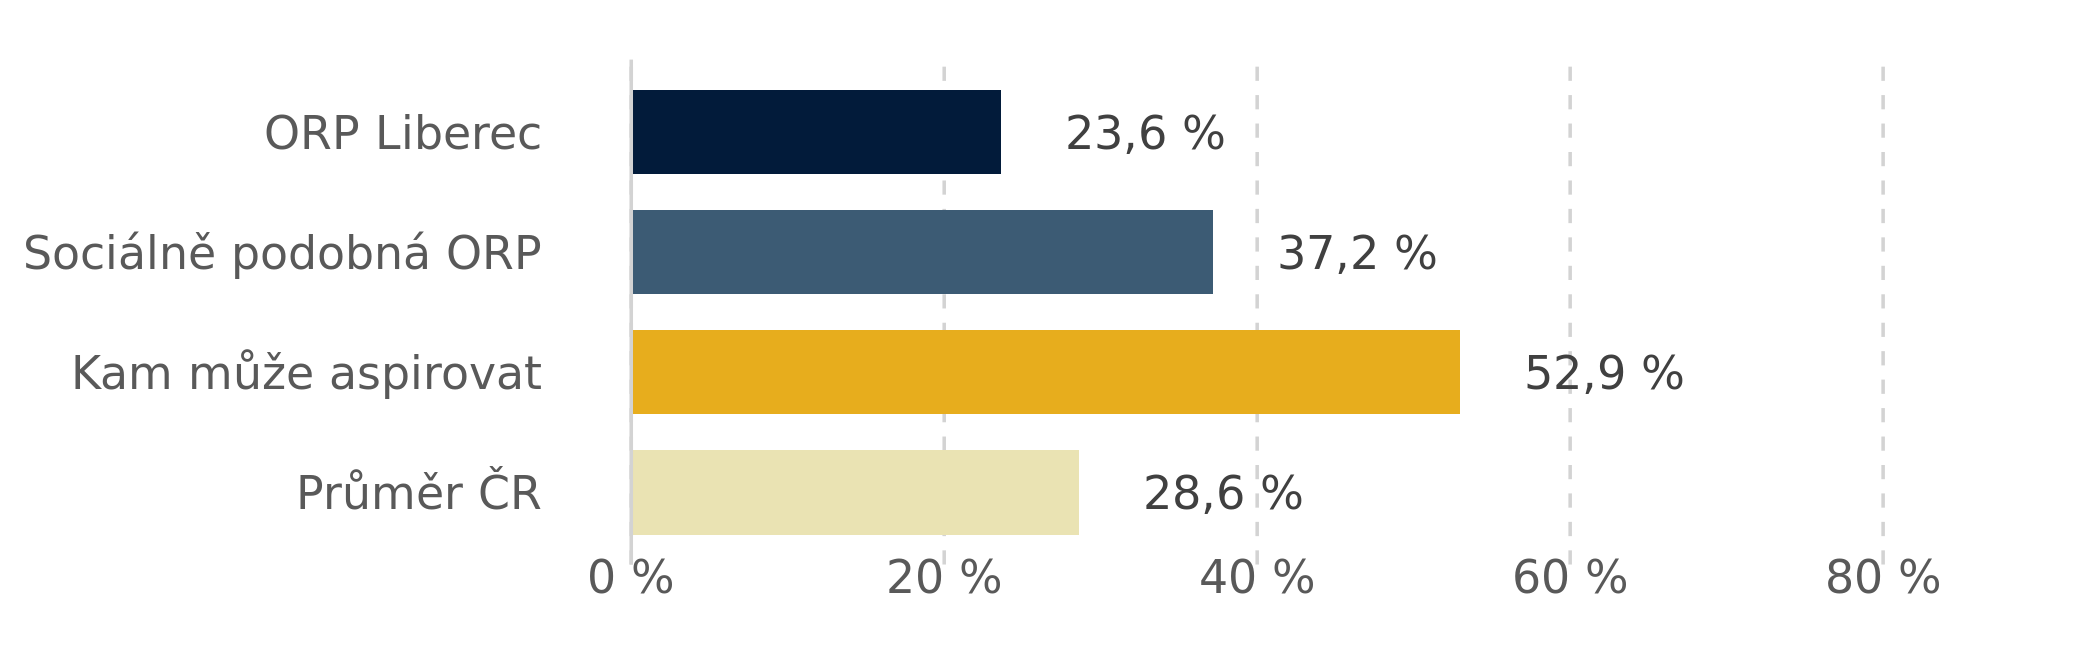 ORP Liberec 23,6 %
Sociálně podobná ORP 37,2 %
Kam může aspirovat 52,9 %
Průměr ČR 28,6 %
0 % 20 % 40 % 60 % 80 %